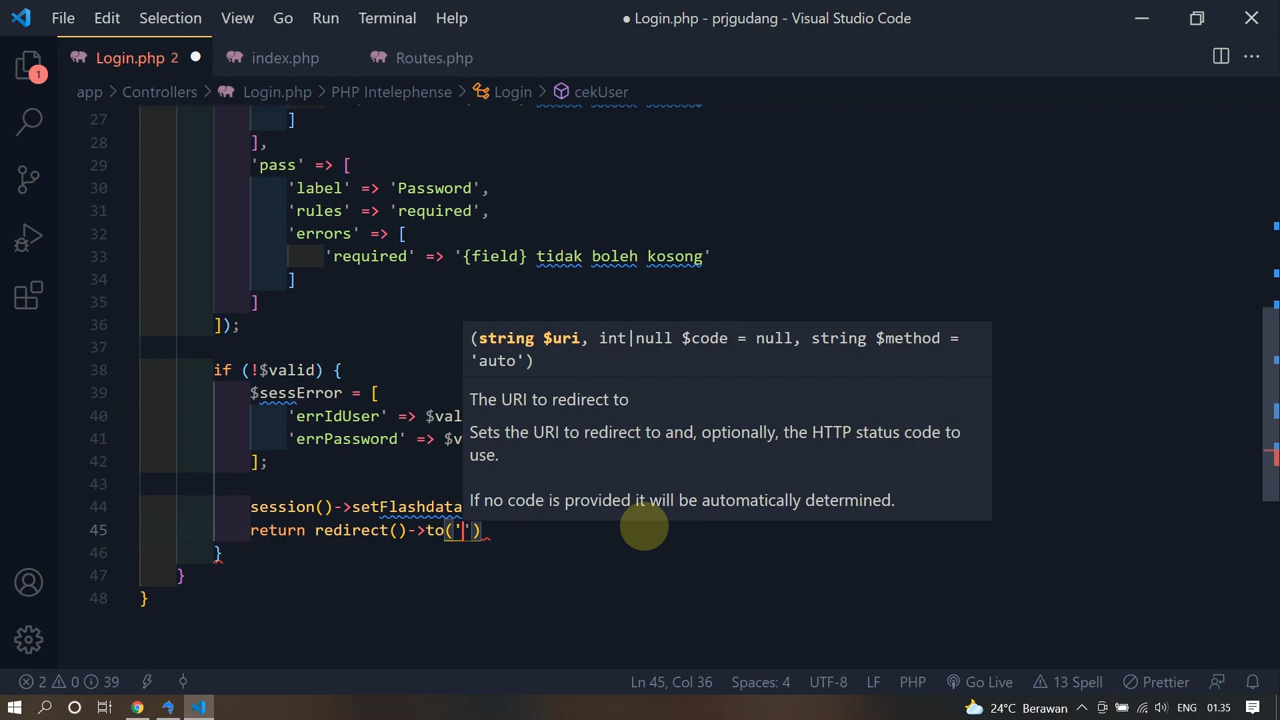 File Edit Selection View Go Run Terminal Help ● Login.php - prjgudang - Visual Studio Code
Login.php 2 index.php Routes.php
1
app > Controllers > Login.php > PHP Intelephense > Login > cekUser
27 ]
28 ],
29 'pass' => [
30 'label' => 'Password',
31 'rules' => 'required',
32 'errors' => [
33 'required' => '{field} tidak boleh kosong'
34 ]
35 ]
36 ]);
37
(string $uri, int|null $code = null, string $method =
'auto')
The URI to redirect to
Sets the URI to redirect to and, optionally, the HTTP status code to
use.
If no code is provided it will be automatically determined.
38 if (!$valid) {
39 $sessError = [
40 'errIdUser' => $val
41 'errPassword' => $v
42 ];
43
44 session()->setFlashdata
45 return redirect()->to('')
46 }
47 }
48 }
2 0 39 Ln 45, Col 36 Spaces: 4 UTF-8 LF PHP Go Live 13 Spell Prettier
24°C Berawan ENG 01.35